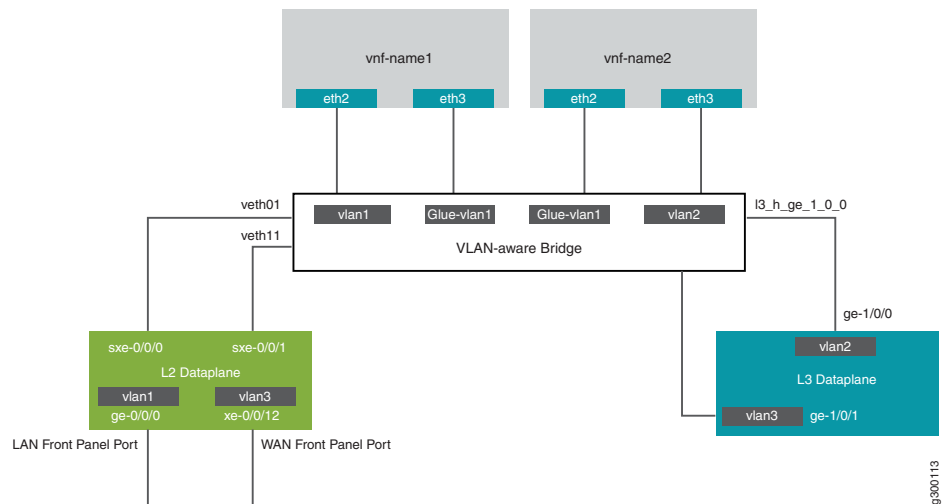 vnf-name1
vnf-name2
eth2
eth3
eth2
eth3
veth01
l3_h_ge_1_0_0
vlan1
Glue-vlan1
Glue-vlan1
vlan2
veth11
VLAN-aware Bridge
ge-1/0/0
sxe-0/0/0
sxe-0/0/1
vlan2
L2 Dataplane
L3 Dataplane
vlan1
vlan3
ge-0/0/0
xe-0/0/12
vlan3
ge-1/0/1
LAN Front Panel Port
WAN Front Panel Port
g300113